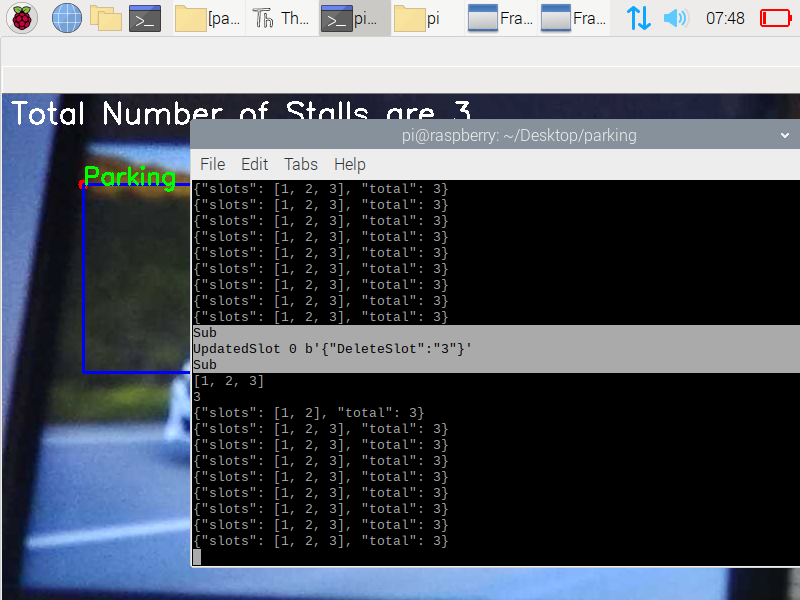 [pa...
Th...
pi...
pi
Fra...
Fra...
07:48
Total Number of Stalls are 3
Parking
pi@raspberry: ~/Desktop/parking
File Edit Tabs Help
{"slots": [1, 2, 3], "total": 3}
{"slots": [1, 2, 3], "total": 3}
{"slots": [1, 2, 3], "total": 3}
{"slots": [1, 2, 3], "total": 3}
{"slots": [1, 2, 3], "total": 3}
{"slots": [1, 2, 3], "total": 3}
{"slots": [1, 2, 3], "total": 3}
{"slots": [1, 2, 3], "total": 3}
{"slots": [1, 2, 3], "total": 3}
Sub
UpdatedSlot 0 b'{"DeleteSlot":"3"}'
Sub
[1, 2, 3]
3
{"slots": [1, 2], "total": 3}
{"slots": [1, 2, 3], "total": 3}
{"slots": [1, 2, 3], "total": 3}
{"slots": [1, 2, 3], "total": 3}
{"slots": [1, 2, 3], "total": 3}
{"slots": [1, 2, 3], "total": 3}
{"slots": [1, 2, 3], "total": 3}
{"slots": [1, 2, 3], "total": 3}
{"slots": [1, 2, 3], "total": 3}